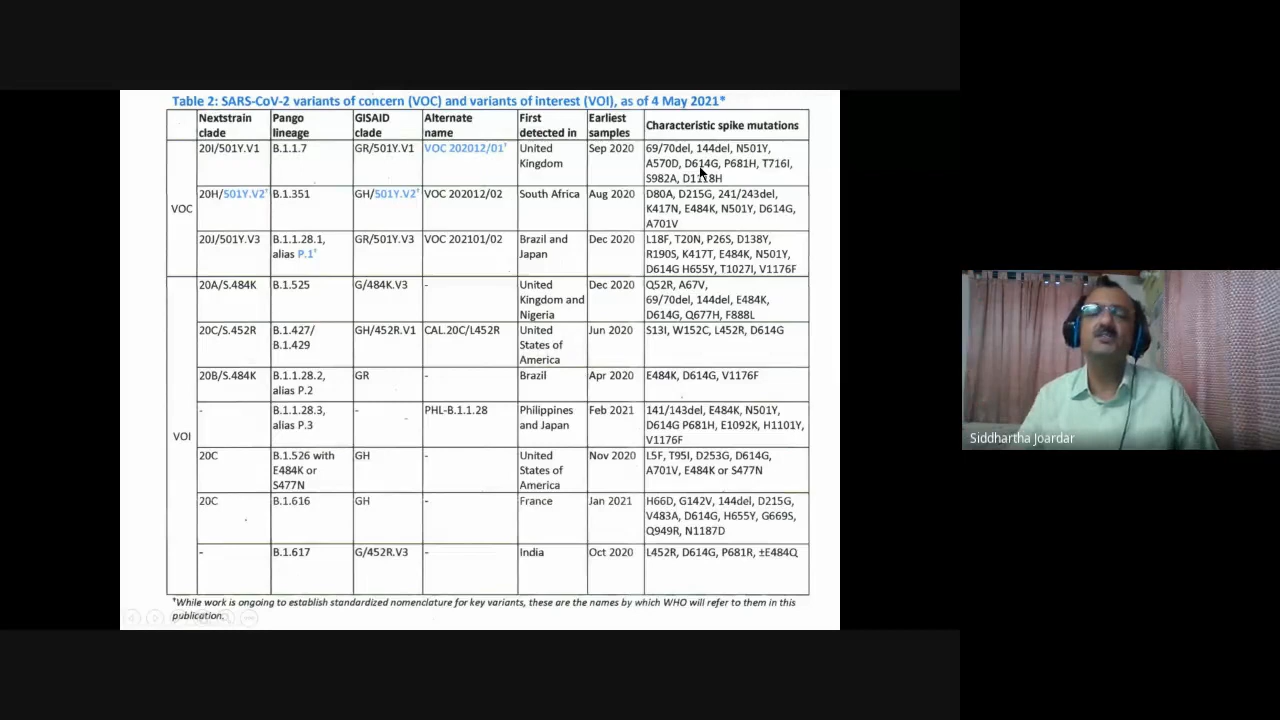 Table 2: SARS-CoV-2 variants of concern (VOC) and variants of interest (VOI), as of 4 May 2021*
Nextstrain clade Pango lineage GISAID clade Alternate name First detected in Earliest samples Characteristic spike mutations
VOC
20I/501Y.V1 B.1.1.7 GR/501Y.V1 VOC 202012/01† United Kingdom Sep 2020 69/70del, 144del, N501Y,
A570D, D614G, P681H, T716I,
S982A, D1118H
20H/501Y.V2† B.1.351 GH/501Y.V2† VOC 202012/02 South Africa Aug 2020 D80A, D215G, 241/243del,
K417N, E484K, N501Y, D614G,
A701V
20J/501Y.V3 B.1.1.28.1, alias P.1† GR/501Y.V3 VOC 202101/02 Brazil and Japan Dec 2020 L18F, T20N, P26S, D138Y,
R190S, K417T, E484K, N501Y,
D614G H655Y, T1027I, V1176F
VOI
20A/S.484K B.1.525 G/484K.V3 - United Kingdom and Nigeria Dec 2020 Q52R, A67V,
69/70del, 144del, E484K,
D614G, Q677H, F888L
20C/S.452R B.1.427/ B.1.429 GH/452R.V1 CAL.20C/L452R United States of America Jun 2020 S13I, W152C, L452R, D614G
20B/S.484K B.1.1.28.2, alias P.2 GR - Brazil Apr 2020 E484K, D614G, V1176F
- B.1.1.28.3, alias P.3 - PHL-B.1.1.28 Philippines and Japan Feb 2021 141/143del, E484K, N501Y,
D614G P681H, E1092K, H1101Y,
V1176F
20C B.1.526 with E484K or S477N GH - United States of America Nov 2020 L5F, T95I, D253G, D614G,
A701V, E484K or S477N
20C B.1.616 GH - France Jan 2021 H66D, G142V, 144del, D215G,
V483A, D614G, H655Y, G669S,
Q949R, N1187D
- B.1.617 G/452R.V3 - India Oct 2020 L452R, D614G, P681R, ±E484Q
†While work is ongoing to establish standardized nomenclature for key variants, these are the names by which WHO will refer to them in this
publication.
Siddhartha Joardar